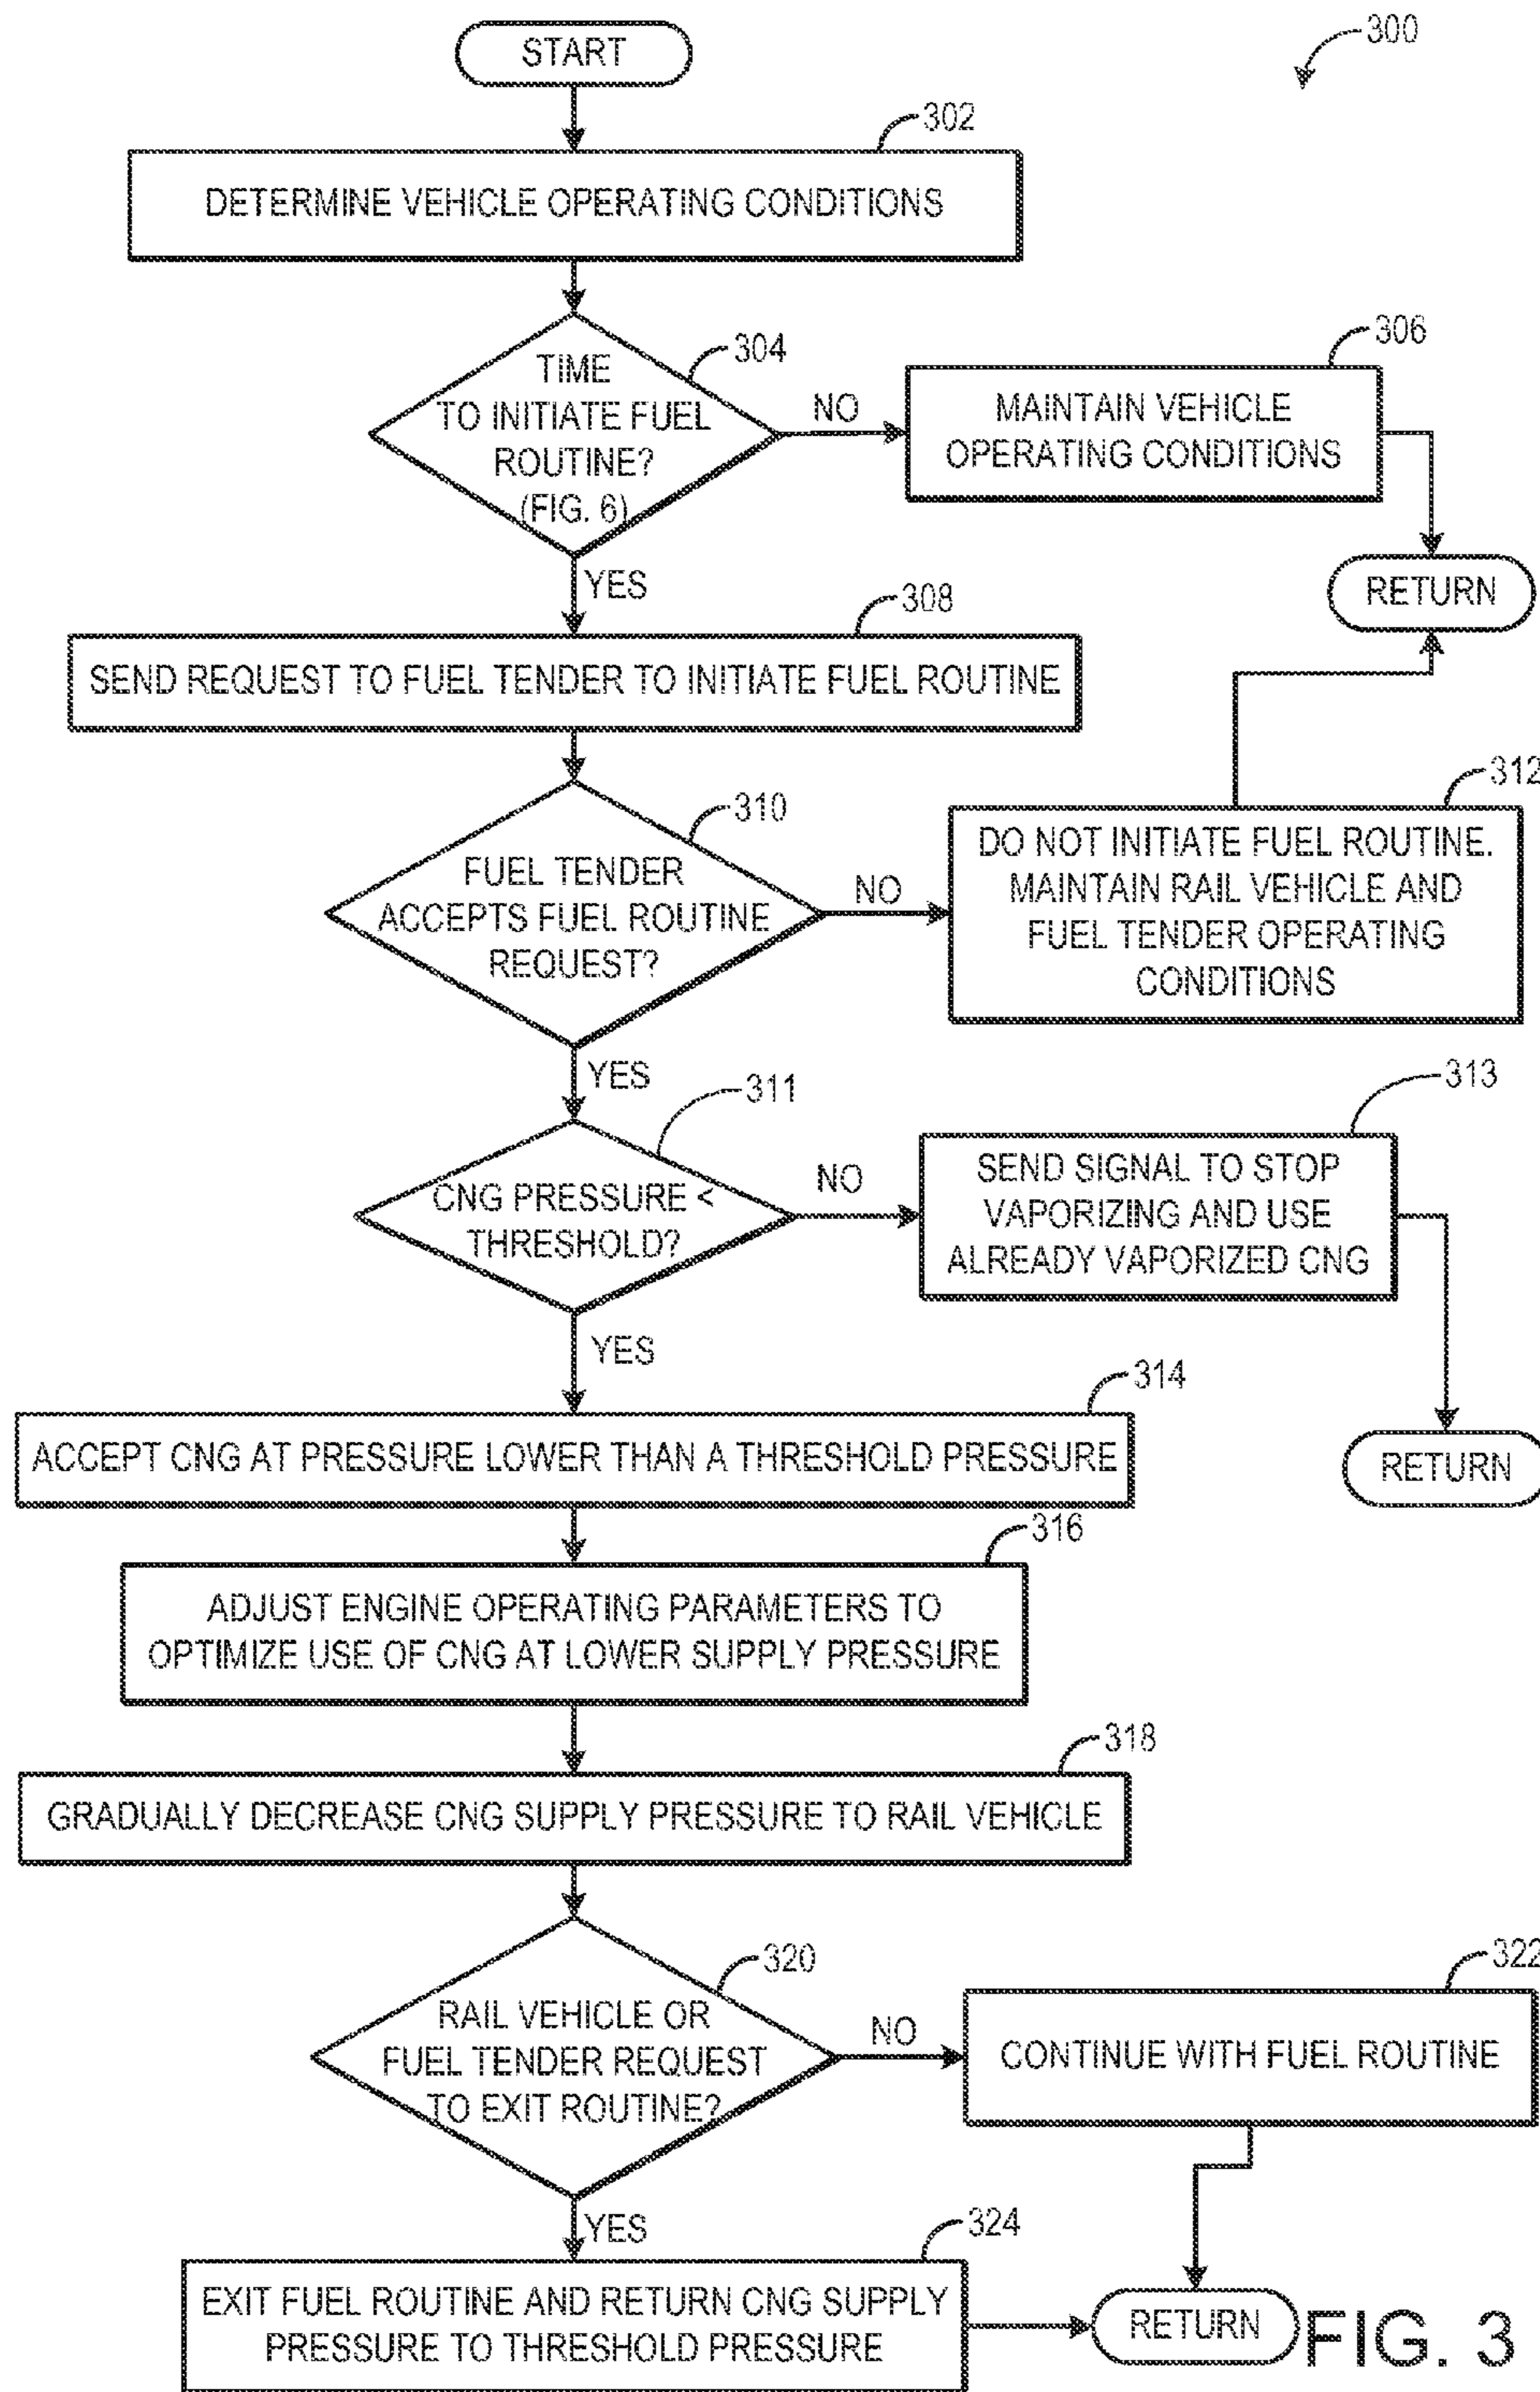 START
300
302
DETERMINE VEHICLE OPERATING CONDITIONS
304
TIME
TO INITIATE FUEL
ROUTINE?
(FIG. 6)
NO
306
MAINTAIN VEHICLE
OPERATING CONDITIONS
RETURN
YES
308
SEND REQUEST TO FUEL TENDER TO INITIATE FUEL ROUTINE
310
FUEL TENDER
ACCEPTS FUEL ROUTINE
REQUEST?
NO
312
DO NOT INITIATE FUEL ROUTINE.
MAINTAIN RAIL VEHICLE AND
FUEL TENDER OPERATING
CONDITIONS
YES
311
CNG PRESSURE <
THRESHOLD?
NO
313
SEND SIGNAL TO STOP
VAPORIZING AND USE
ALREADY VAPORIZED CNG
RETURN
YES
314
ACCEPT CNG AT PRESSURE LOWER THAN A THRESHOLD PRESSURE
316
ADJUST ENGINE OPERATING PARAMETERS TO
OPTIMIZE USE OF CNG AT LOWER SUPPLY PRESSURE
318
GRADUALLY DECREASE CNG SUPPLY PRESSURE TO RAIL VEHICLE
320
RAIL VEHICLE OR
FUEL TENDER REQUEST
TO EXIT ROUTINE?
NO
322
CONTINUE WITH FUEL ROUTINE
YES
324
EXIT FUEL ROUTINE AND RETURN CNG SUPPLY
PRESSURE TO THRESHOLD PRESSURE
RETURN
FIG. 3